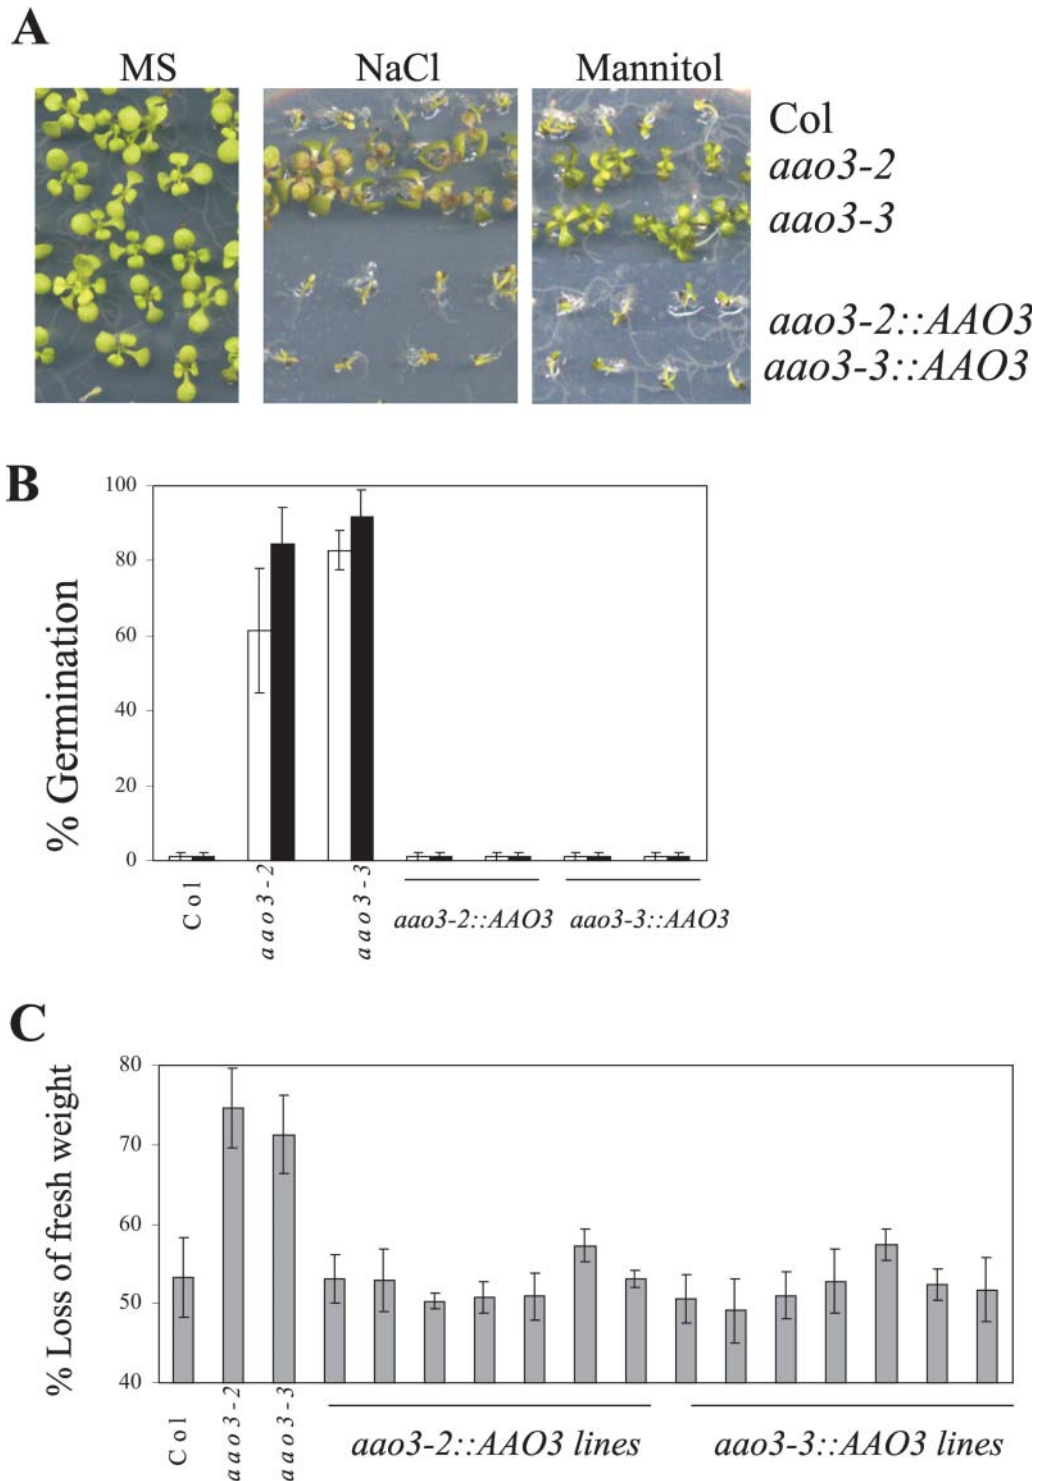 A
MS NaCl Mannitol
Col
aao3-2
aao3-3
aao3-2::AAO3
aao3-3::AAO3
B
% Germination
100
80
60
40
20
0
Col
aao3-2
aao3-3
aao3-2::AAO3 aao3-3::AAO3
C
% Loss of fresh weight
80
70
60
50
40
Col
aao3-2
aao3-3
aao3-2::AAO3 lines aao3-3::AAO3 lines